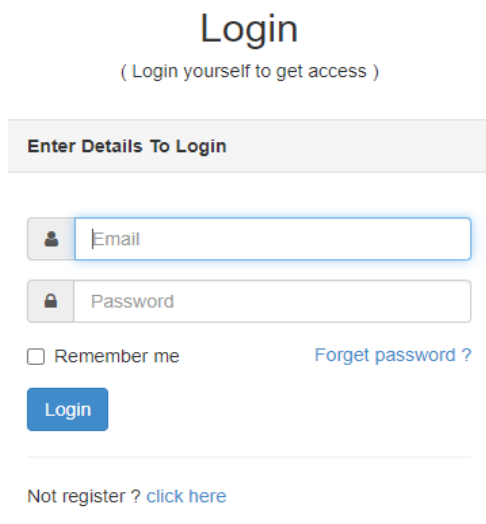 Login
( Login yourself to get access )
Enter Details To Login
Email
Password
Remember me Forget password ?
Login
Not register ? click here